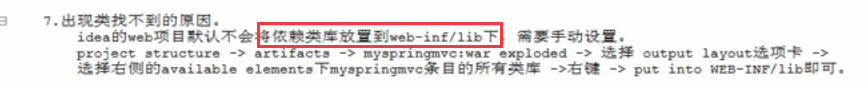 7.出现类找不到的原因。
idea的web项目默认不会将依赖类库放置到web-inf/lib下，需要手动设置。
project structure -> artifacts -> myspringmvc:war exploded -> 选择 output layout选项卡 ->
选择右侧的available elements下myspringmvc条目的所有类库 ->右键 -> put into WEB-INF/lib即可。